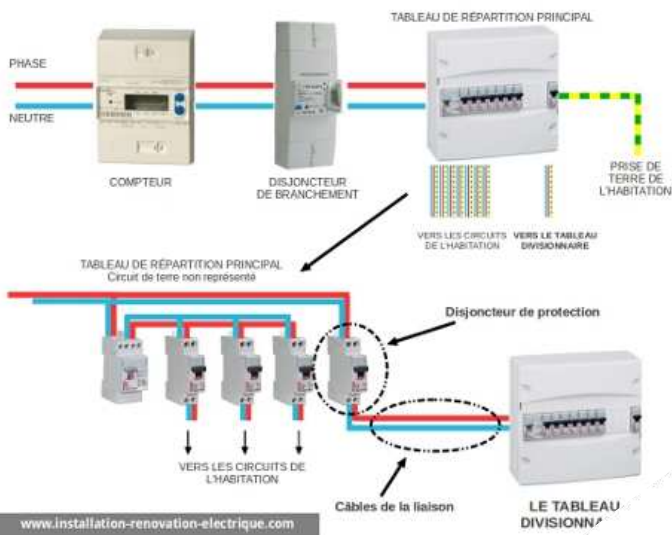 TABLEAU DE RÉPARTITION PRINCIPAL
PHASE
NEUTRE
COMPTEUR
DISJONCTEUR
DE BRANCHEMENT
PRISE DE
TERRE DE
L'HABITATION
VERS LES CIRCUITS
DE L'HABITATION
VERS LE TABLEAU
DIVISIONNAIRE
TABLEAU DE RÉPARTITION PRINCIPAL
Circuit de terre non représenté
Disjoncteur de protection
VERS LES CIRCUITS DE
L'HABITATION
Câbles de la liaison
LE TABLEAU
DIVISIONNA
www.installation-renovation-electrique.com